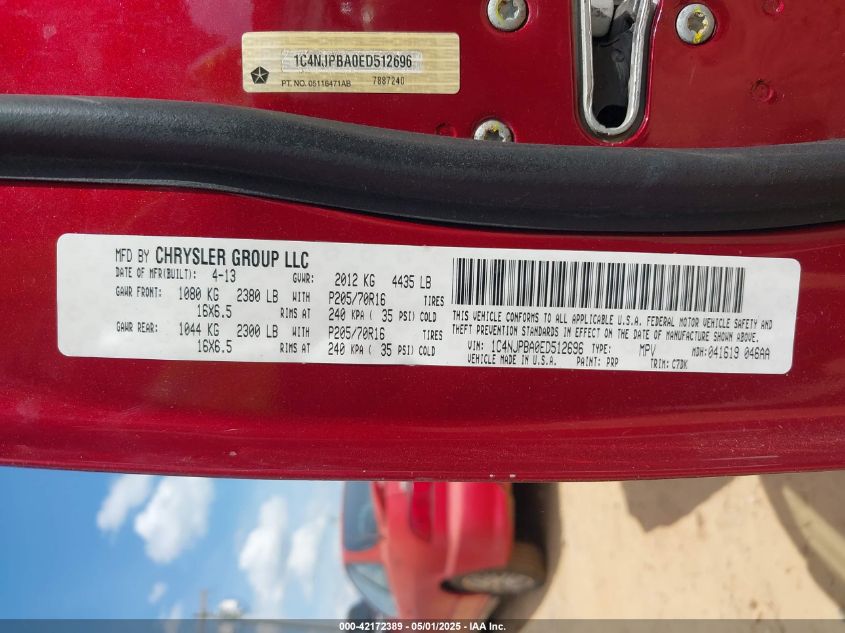 1C4NJPBA0ED512696
PT. NO. 05116471AB 7887240
MFD BY CHRYSLER GROUP LLC
DATE OF MFR(BUILT): 4-13 GVWR: 2012 KG 4435 LB
GAWR FRONT: 1080 KG 2380 LB WITH P205/70R16 TIRES
16X6.5 RIMS AT 240 KPA ( 35 PSI) COLD
GAWR REAR: 1044 KG 2300 LB WITH P205/70R16 TIRES
16X6.5 RIMS AT 240 KPA ( 35 PSI) COLD
THIS VEHICLE CONFORMS TO ALL APPLICABLE U.S.A. FEDERAL MOTOR VEHICLE SAFETY AND
THEFT PREVENTION STANDARDS IN EFFECT ON THE DATE OF MANUFACTURE SHOWN ABOVE.
VIN: 1C4NJPBA0ED512696 TYPE: MPV MDH:041619 046AA
VEHICLE MADE IN U.S.A. PAINT: PRP TRIM: C7DK
000-42172389 - 05/01/2025 - IAA Inc.